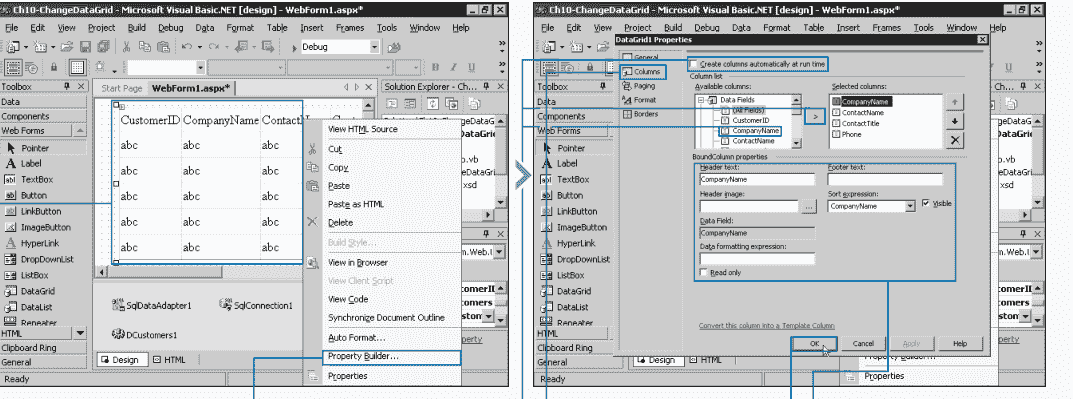 Ch10-ChangeDataGrid - Microsoft Visual Basic.NET [design] - WebForm1.aspx*
File Edit View Project Build Debug Data Format Table Insert Frames Tools Window Help
Debug
Toolbox
Data
Components
Web Forms
Pointer
Label
TextBox
Button
LinkButton
ImageButton
HyperLink
DropDownList
ListBox
DataGrid
DataList
Repeater
HTML
Clipboard Ring
General
Ready
Start Page WebForm1.aspx*
CustomerID CompanyName
abc abc abc
abc abc abc
abc abc abc
abc abc abc
abc abc abc
SqlDataAdapter1 SqlConnection1
DCustomers1
Design HTML
View HTML Source
Cut
Copy
Paste
Paste as HTML
Delete
Build Style...
View in Browser
View Client Script
View Code
Synchronize Document Outline
Auto Format...
Property Builder...
Properties
Solution Explorer - Ch...
Ch10-ChangeDataGrid - Microsoft Visual Basic.NET [design] - WebForm1.aspx*
File Edit View Project Build Debug Data Format Table Insert Frames Tools Window Help
Toolbox
Data
Components
Web Forms
Pointer
Label
TextBox
Button
LinkButton
ImageButton
HyperLink
DropDownList
ListBox
DataGrid
DataList
Repeater
HTML
Clipboard Ring
General
Ready
DataGrid1 Properties
General
Columns
Paging
Format
Borders
Create columns automatically at run time
Column list
Available columns: Selected columns:
Data Fields
(All Fields)
CustomerID
CompanyName
ContactName
>
CompanyName
ContactName
ContactTitle
Phone
BoundColumn properties
Header text: Footer text:
CompanyName
Header image: Sort expression:
... CompanyName Visible
Data Field:
CompanyName
Data formatting expression:
Read only
Convert this column into a Template Column
OK Cancel Apply Help
Design HTML
Property Builder...
Properties